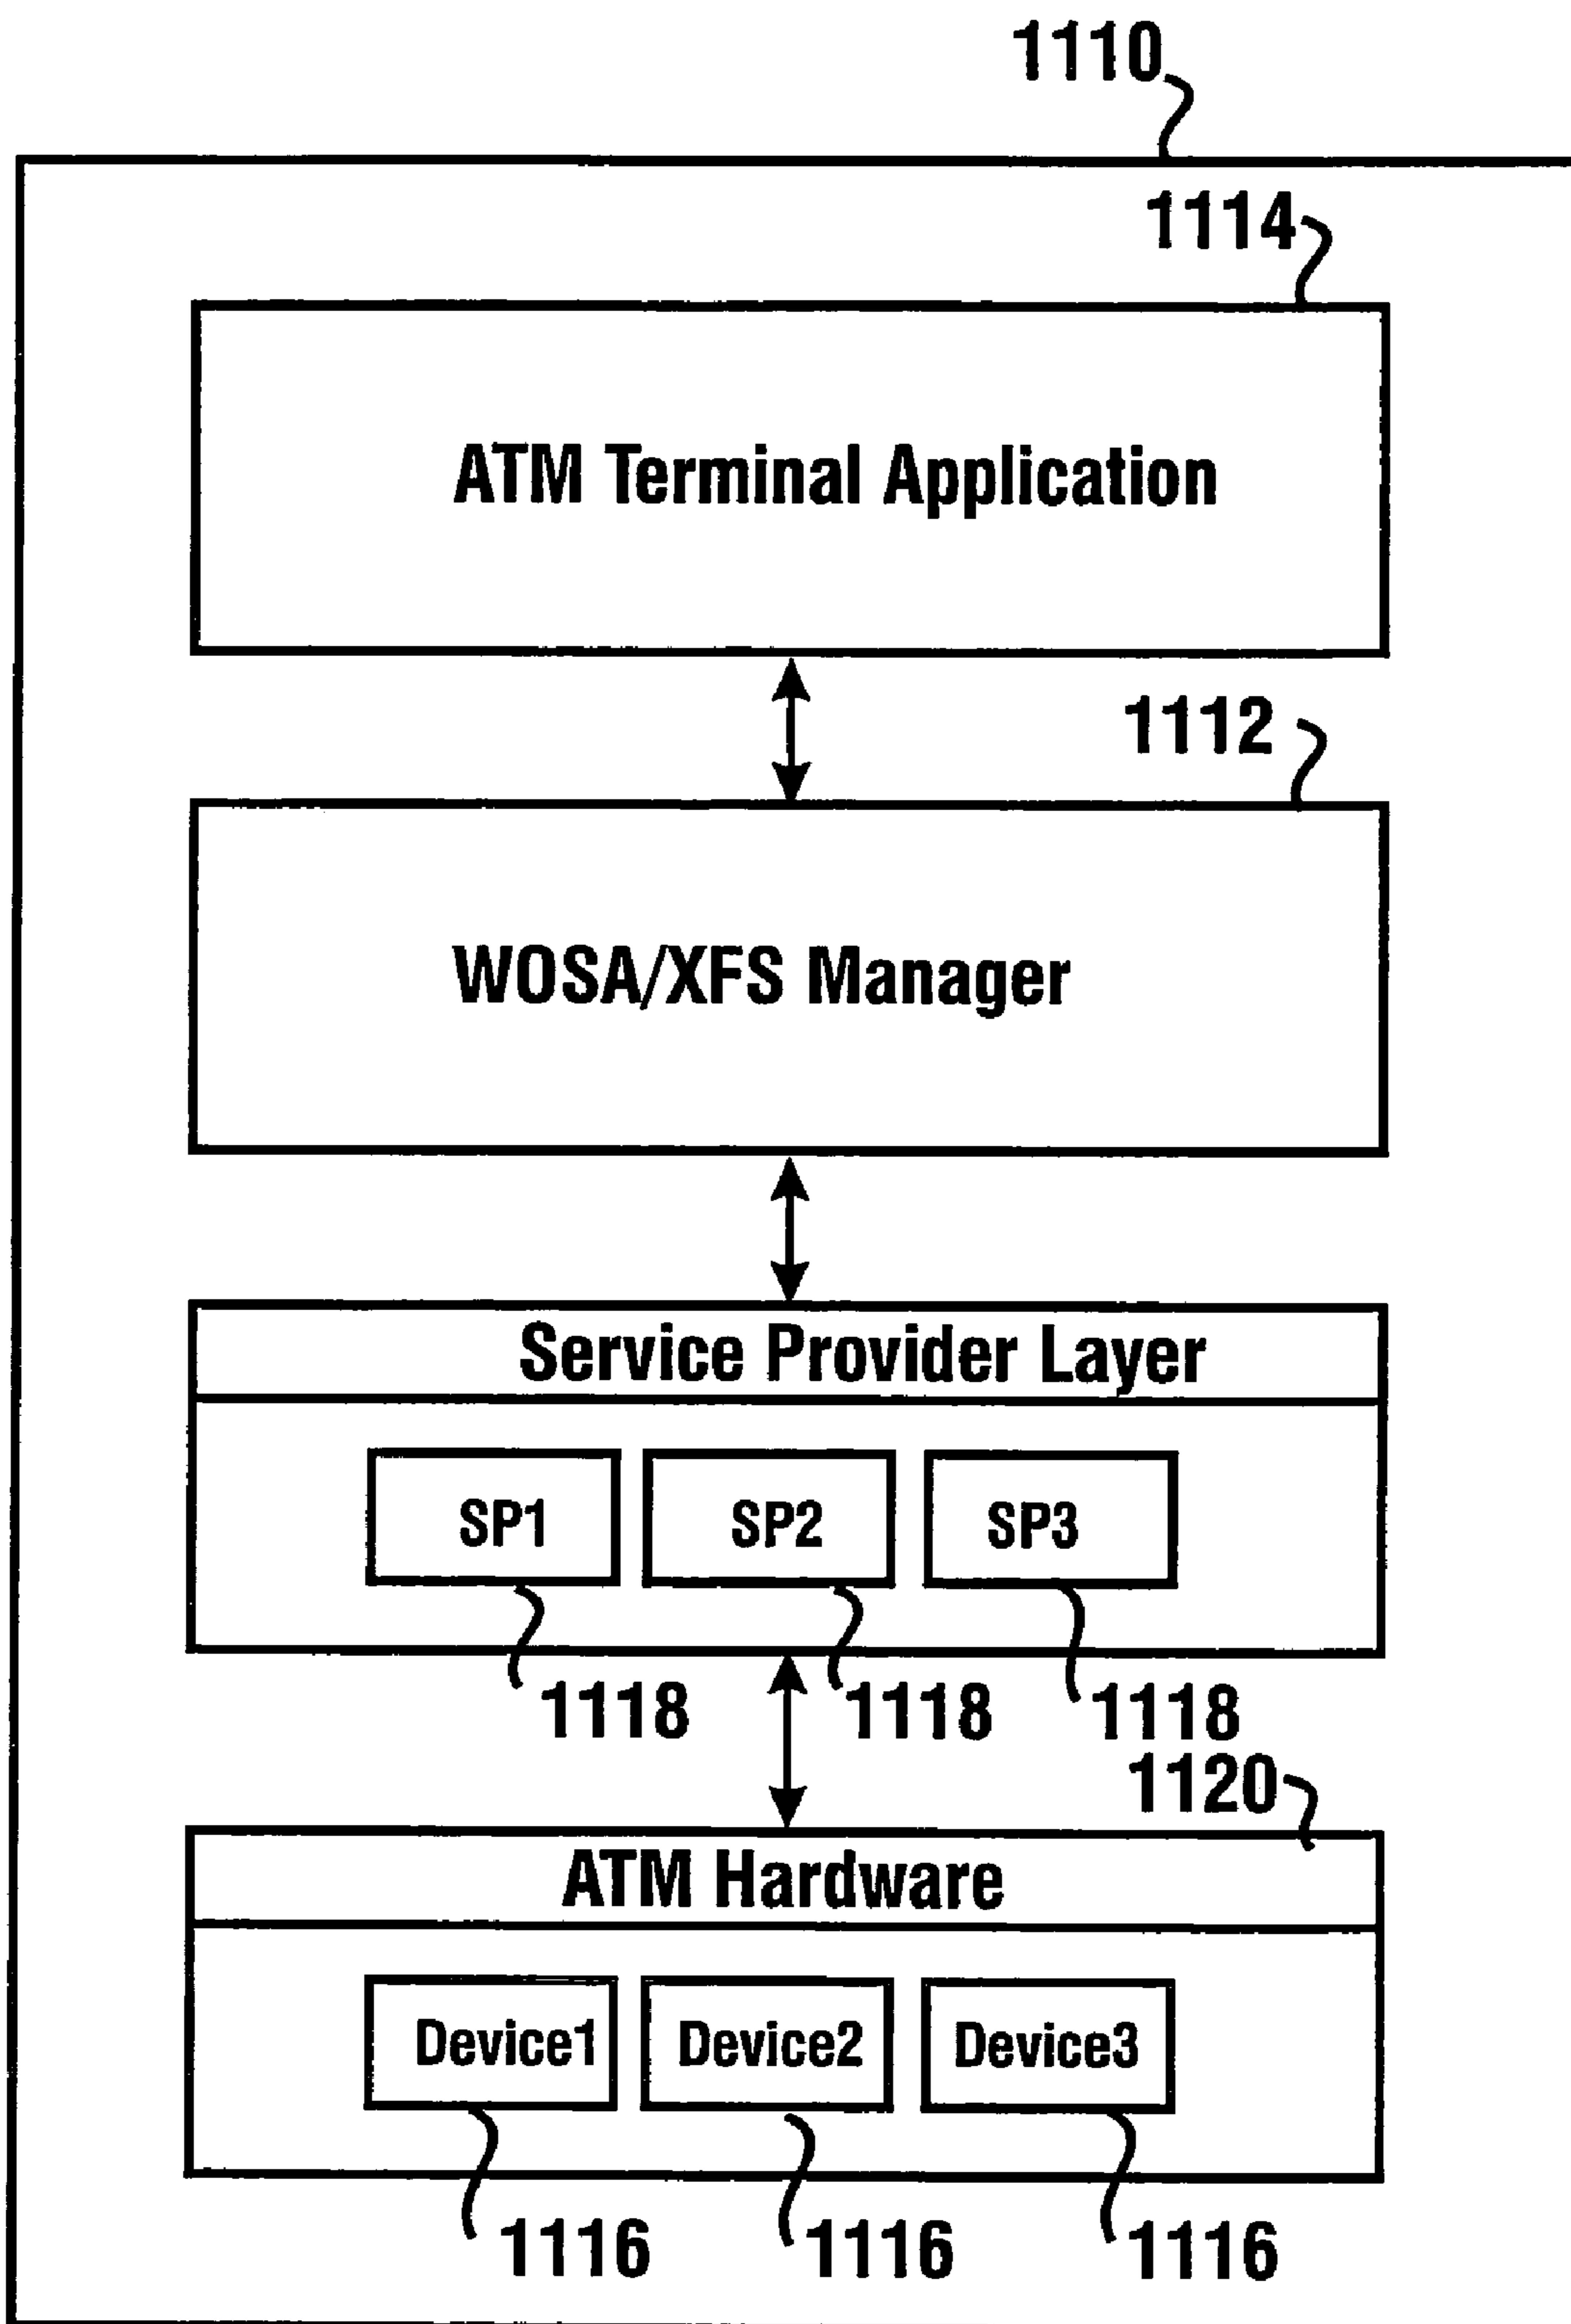 1110
1114
ATM Terminal Application
1112
WOSA/XFS Manager
Service Provider Layer
SP1 SP2 SP3
1118 1118 1118
1120
ATM Hardware
Device1 Device2 Device3
1116 1116 1116